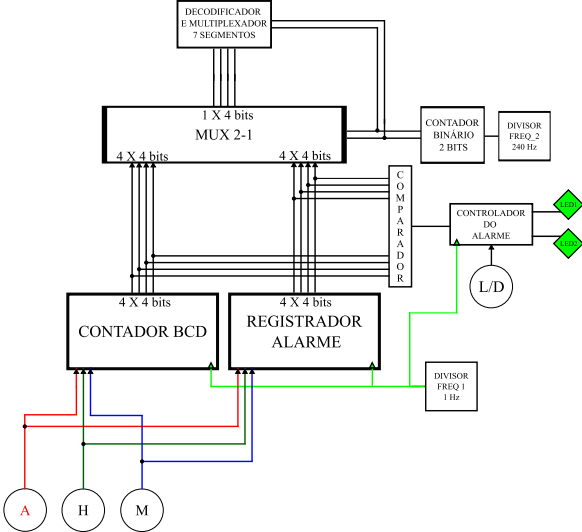 DECODIFICADOR
E MULTIPLEXADOR
7 SEGMENTOS
1 X 4 bits
MUX 2-1
4 X 4 bits
4 X 4 bits
CONTADOR
BINÁRIO
2 BITS
DIVISOR
FREQ_2
240 Hz
COMPARADOR
CONTROLADOR
DO
ALARME
LED1
LED2
L/D
4 X 4 bits
CONTADOR BCD
4 X 4 bits
REGISTRADOR
ALARME
DIVISOR
FREQ 1
1 Hz
A
H
M